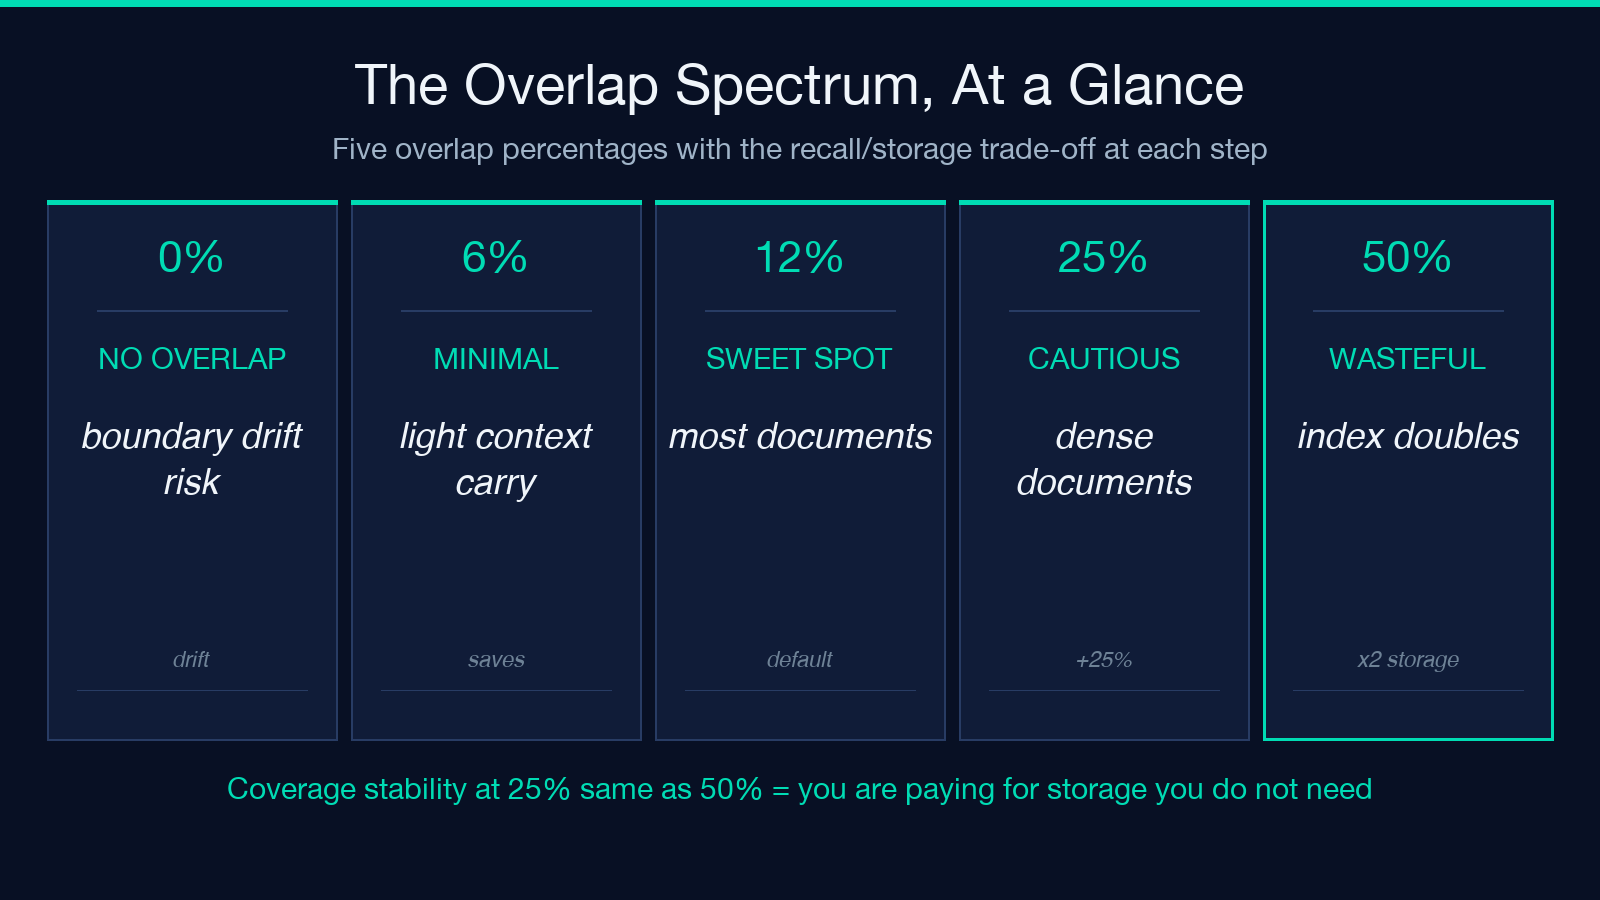 The Overlap Spectrum, At a Glance
Five overlap percentages with the recall/storage trade-off at each step
0%
NO OVERLAP
boundary drift
risk
drift
6%
MINIMAL
light context
carry
saves
12%
SWEET SPOT
most documents
default
25%
CAUTIOUS
dense
documents
+25%
50%
WASTEFUL
index doubles
x2 storage
Coverage stability at 25% same as 50% = you are paying for storage you do not need